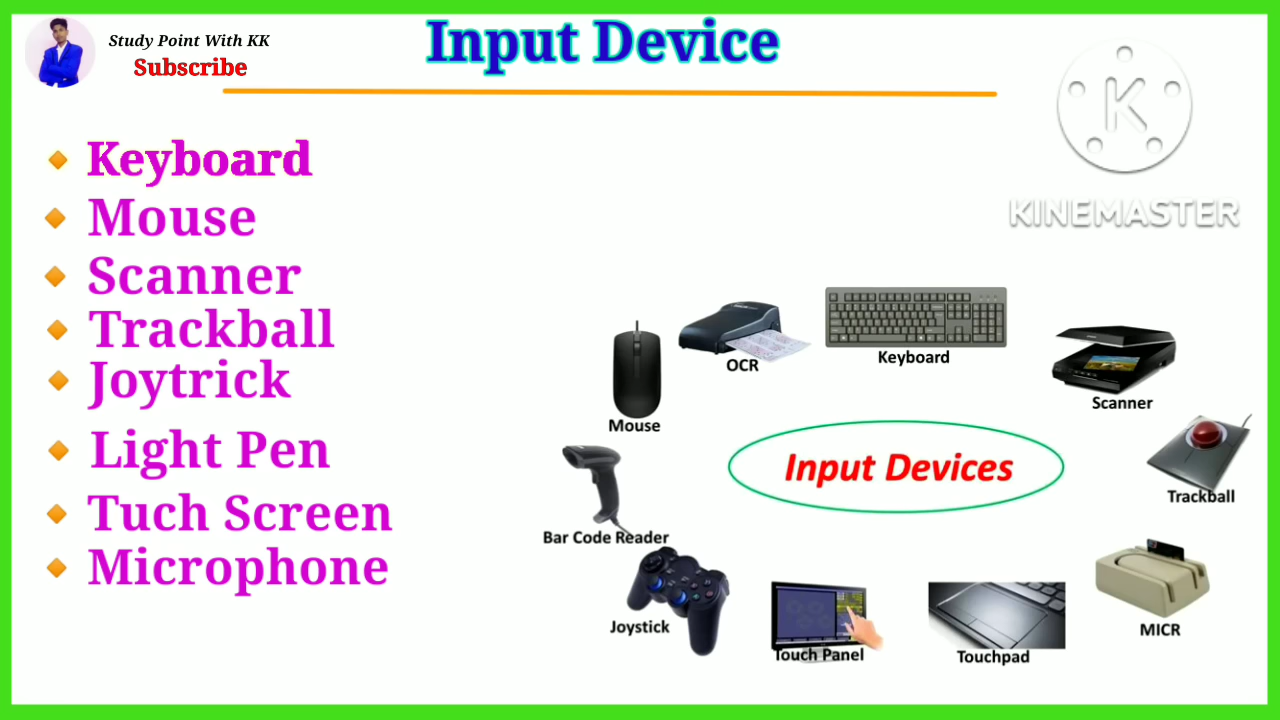 Study Point With KK
Subscribe
Input Device
K
KINEMASTER
Keyboard
Mouse
Scanner
Trackball
Joytrick
Light Pen
Tuch Screen
Microphone
OCR
Keyboard
Scanner
Mouse
Input Devices
Trackball
Bar Code Reader
Joystick
Touch Panel
Touchpad
MICR